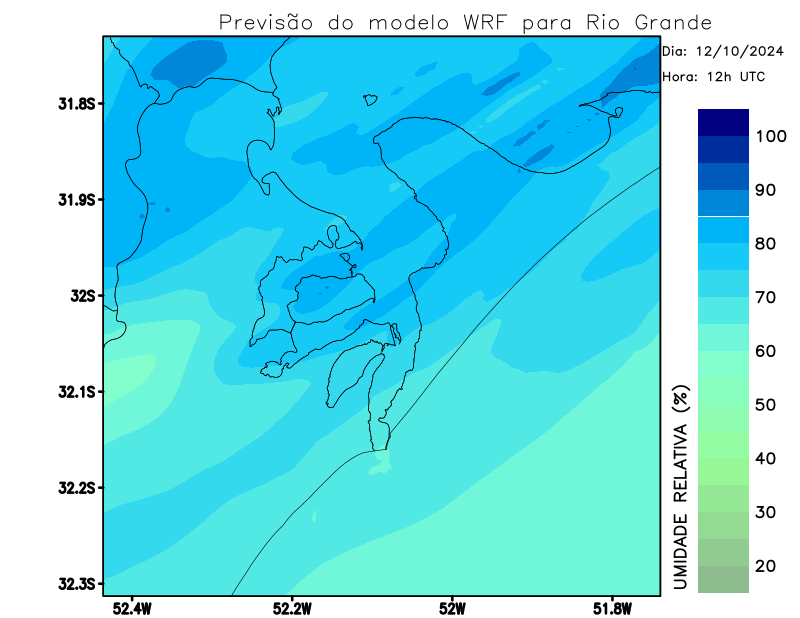 Previsão do modelo WRF para Rio Grande
Dia: 12/10/2024
Hora: 12h UTC
31.8S
31.9S
32S
32.1S
32.2S
32.3S
52.4W
52.2W
52W
51.8W
100
90
80
70
60
50
40
30
20
UMIDADE RELATIVA (%)